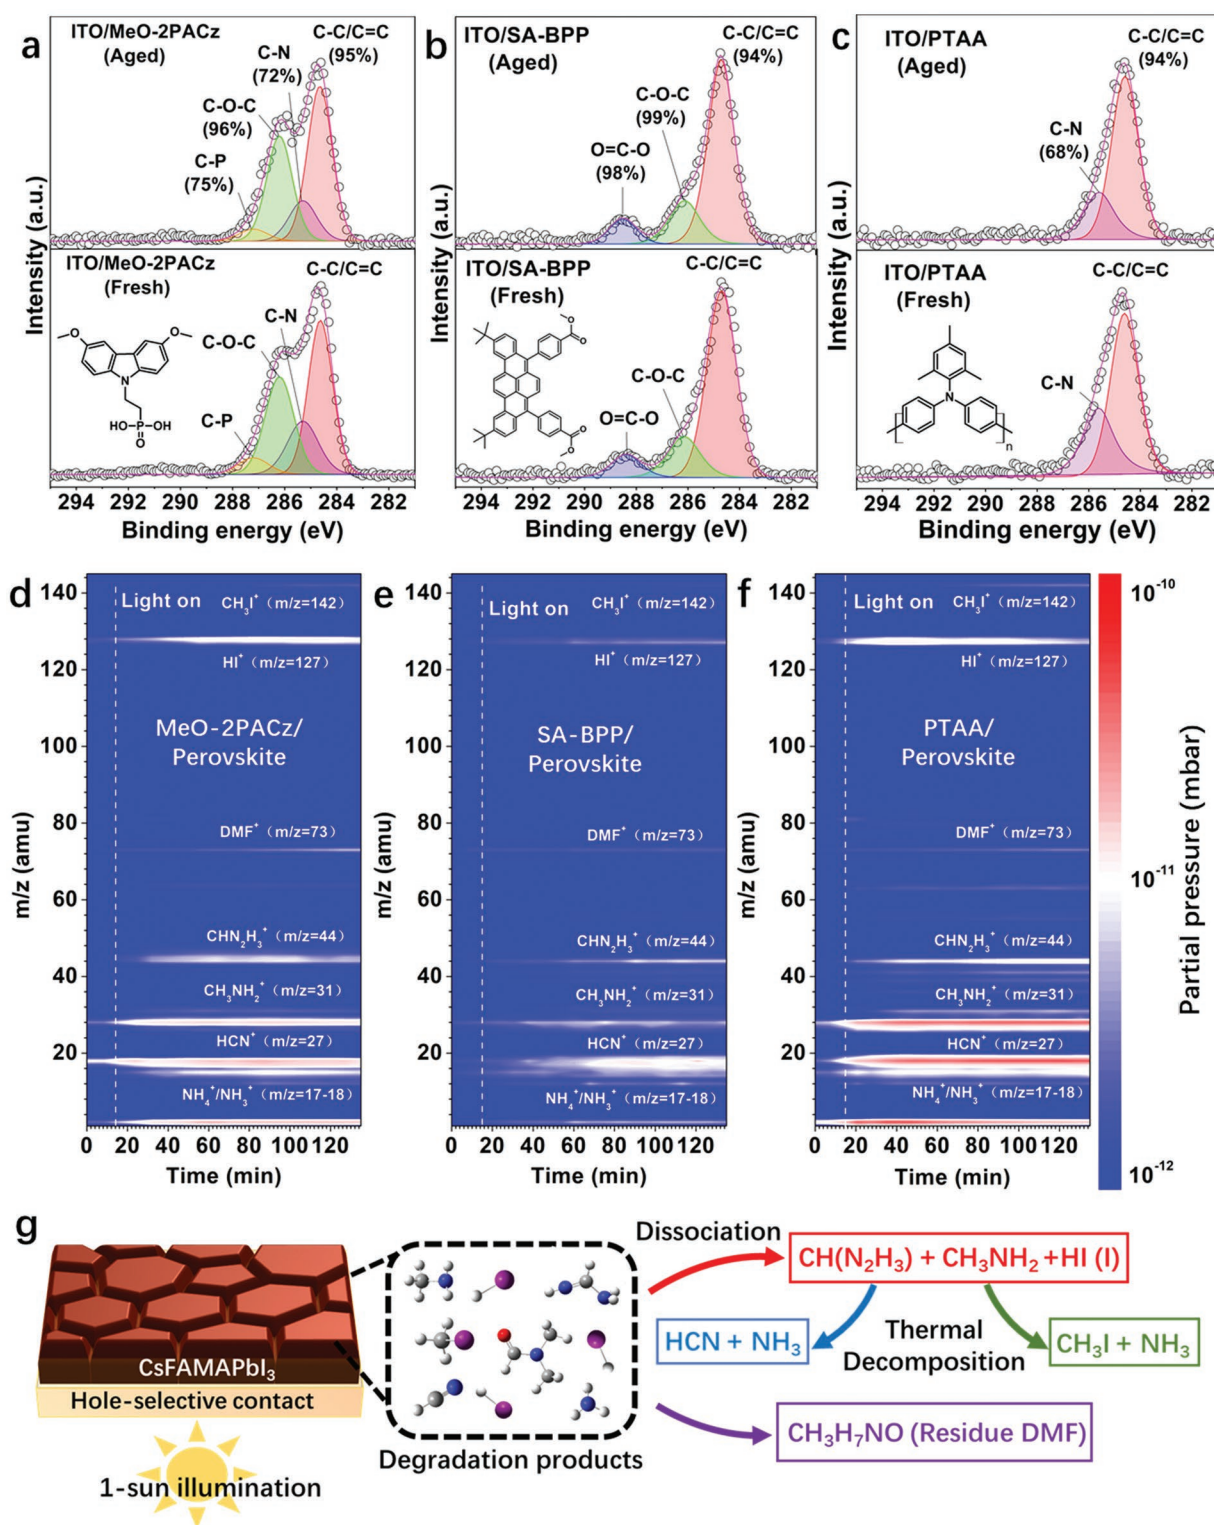 a
ITO/MeO-2PACz
(Aged)
C-C/C=C
(95%)
C-N
(72%)
C-O-C
(96%)
C-P
(75%)
ITO/MeO-2PACz
(Fresh)
C-C/C=C
C-N
C-O-C
C-P
O
O
N
HO-P-OH
O
Intensity (a.u.)
294 292 290 288 286 284 282
Binding energy (eV)
b
ITO/SA-BPP
(Aged)
C-C/C=C
(94%)
C-O-C
(99%)
O=C-O
(98%)
ITO/SA-BPP
(Fresh)
C-C/C=C
C-O-C
O=C-O
O
O
O
O
Intensity (a.u.)
294 292 290 288 286 284 282
Binding energy (eV)
c
ITO/PTAA
(Aged)
C-C/C=C
(94%)
C-N
(68%)
ITO/PTAA
(Fresh)
C-C/C=C
C-N
N
n
Intensity (a.u.)
294 292 290 288 286 284 282
Binding energy (eV)
d
Light on
CH₃I⁺ (m/z=142)
HI⁺ (m/z=127)
MeO-2PACz/
Perovskite
DMF⁺ (m/z=73)
CHN₂H₃⁺ (m/z=44)
CH₃NH₂⁺ (m/z=31)
HCN⁺ (m/z=27)
NH₄⁺/NH₃⁺ (m/z=17-18)
140
120
100
80
60
40
20
m/z (amu)
0 20 40 60 80 100 120
Time (min)
e
Light on
CH₃I⁺ (m/z=142)
HI⁺ (m/z=127)
SA-BPP/
Perovskite
DMF⁺ (m/z=73)
CHN₂H₃⁺ (m/z=44)
CH₃NH₂⁺ (m/z=31)
HCN⁺ (m/z=27)
NH₄⁺/NH₃⁺ (m/z=17-18)
140
120
100
80
60
40
20
m/z (amu)
0 20 40 60 80 100 120
Time (min)
f
Light on
CH₃I⁺ (m/z=142)
HI⁺ (m/z=127)
PTAA/
Perovskite
DMF⁺ (m/z=73)
CHN₂H₃⁺ (m/z=44)
CH₃NH₂⁺ (m/z=31)
HCN⁺ (m/z=27)
NH₄⁺/NH₃⁺ (m/z=17-18)
140
120
100
80
60
40
20
m/z (amu)
0 20 40 60 80 100 120
Time (min)
10⁻¹⁰
10⁻¹¹
10⁻¹²
Partial pressure (mbar)
g
CsFAMAPbI₃
Hole-selective contact
1-sun illumination
Degradation products
Dissociation
CH(N₂H₃) + CH₃NH₂ +HI (I)
HCN + NH₃
Thermal
Decomposition
CH₃I + NH₃
CH₃H₇NO (Residue DMF)